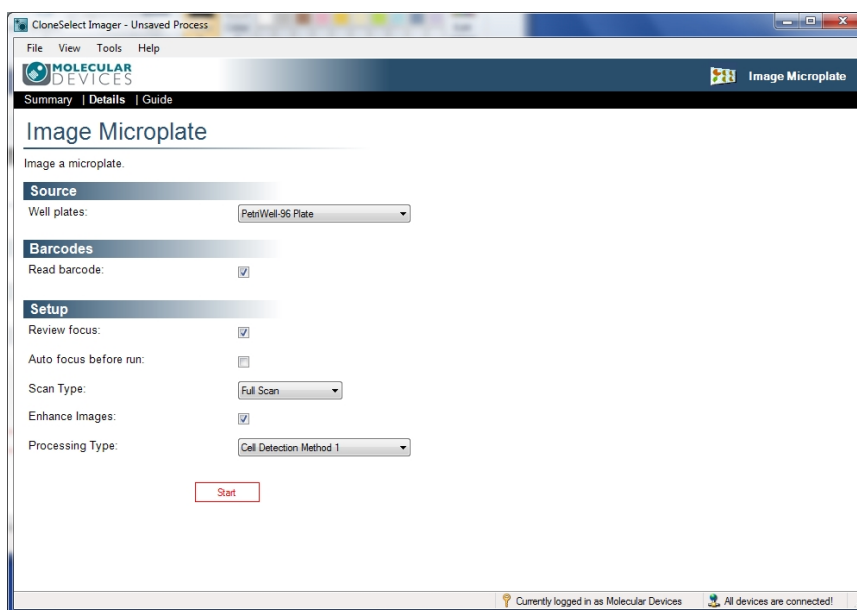 CloneSelect Imager - Unsaved Process
File View Tools Help
MOLECULAR
DEVICES
Image Microplate
Summary | Details | Guide
Image Microplate
Image a microplate.
Source
Well plates: PetriWell-96 Plate
Barcodes
Read barcode:
Setup
Review focus:
Auto focus before run:
Scan Type: Full Scan
Enhance Images:
Processing Type: Cell Detection Method 1
Start
Currently logged in as Molecular Devices All devices are connected!